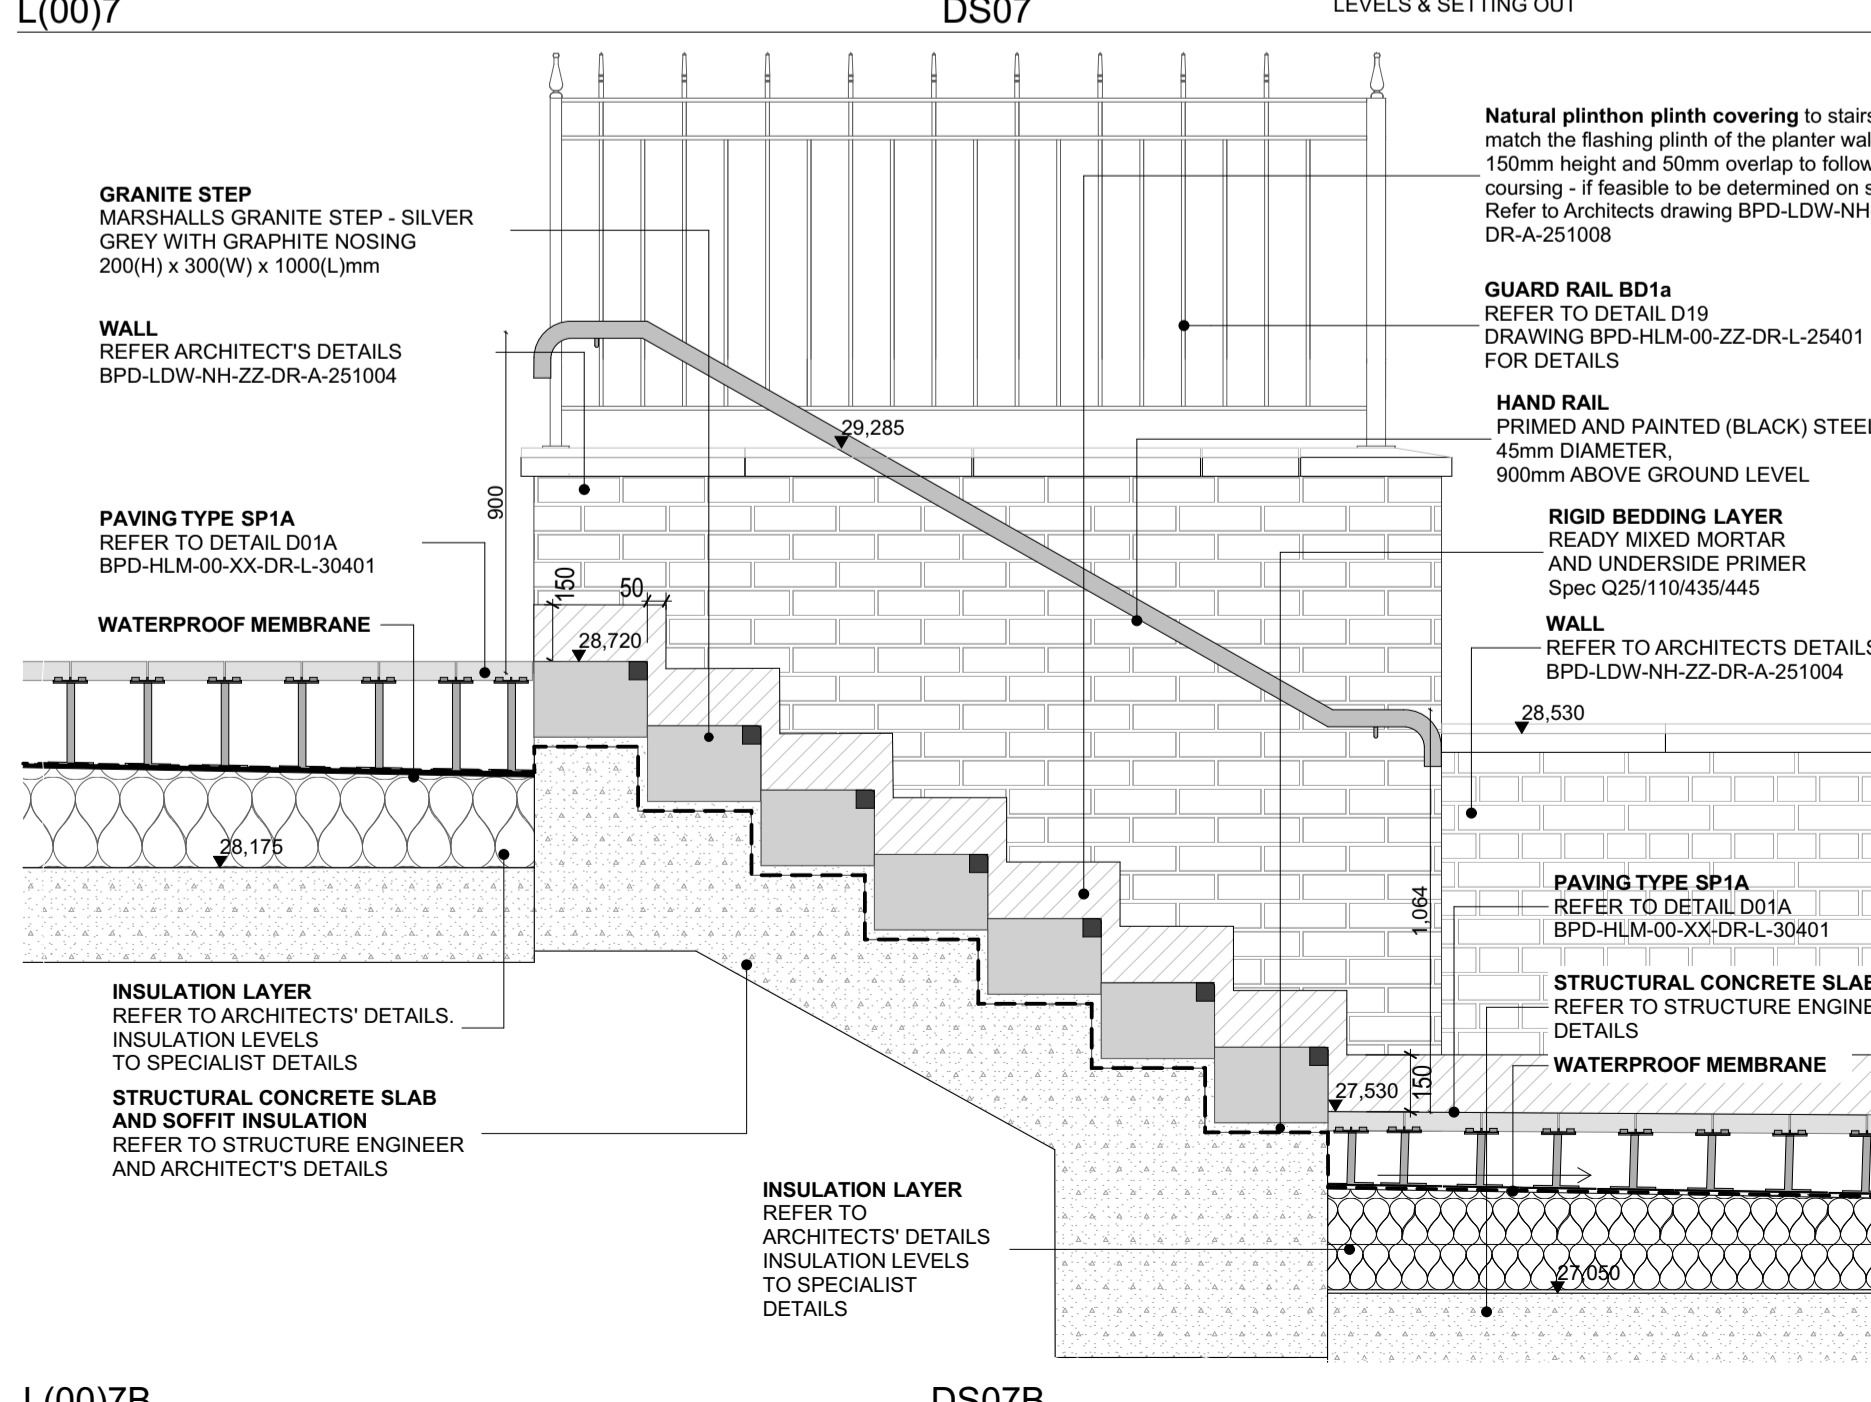 L(00)7
DS07
LEVELS & SETTING OUT
GRANITE STEP
MARSHALLS GRANITE STEP - SILVER
GREY WITH GRAPHITE NOSING
200(H) x 300(W) x 1000(L)mm
WALL
REFER ARCHITECT'S DETAILS
BPD-LDW-NH-ZZ-DR-A-251004
PAVING TYPE SP1A
REFER TO DETAIL D01A
BPD-HLM-00-XX-DR-L-30401
WATERPROOF MEMBRANE
900
150
50
28,720
29,285
28,175
Natural plinthon plinth covering to stairs
match the flashing plinth of the planter wal
150mm height and 50mm overlap to follow
coursing - if feasible to be determined on s
Refer to Architects drawing BPD-LDW-NH-
DR-A-251008
GUARD RAIL BD1a
REFER TO DETAIL D19
DRAWING BPD-HLM-00-ZZ-DR-L-25401
FOR DETAILS
HAND RAIL
PRIMED AND PAINTED (BLACK) STEEL
45mm DIAMETER,
900mm ABOVE GROUND LEVEL
RIGID BEDDING LAYER
READY MIXED MORTAR
AND UNDERSIDE PRIMER
Spec Q25/110/435/445
WALL
REFER TO ARCHITECTS DETAILS
BPD-LDW-NH-ZZ-DR-A-251004
28,530
1,064
PAVING TYPE SP1A
REFER TO DETAIL D01A
BPD-HLM-00-XX-DR-L-30401
STRUCTURAL CONCRETE SLAB
REFER TO STRUCTURE ENGINE
DETAILS
WATERPROOF MEMBRANE
27,530
150
27,050
INSULATION LAYER
REFER TO ARCHITECTS' DETAILS.
INSULATION LEVELS
TO SPECIALIST DETAILS
STRUCTURAL CONCRETE SLAB
AND SOFFIT INSULATION
REFER TO STRUCTURE ENGINEER
AND ARCHITECT'S DETAILS
INSULATION LAYER
REFER TO
ARCHITECTS' DETAILS
INSULATION LEVELS
TO SPECIALIST
DETAILS
L(00)7B
DS07B